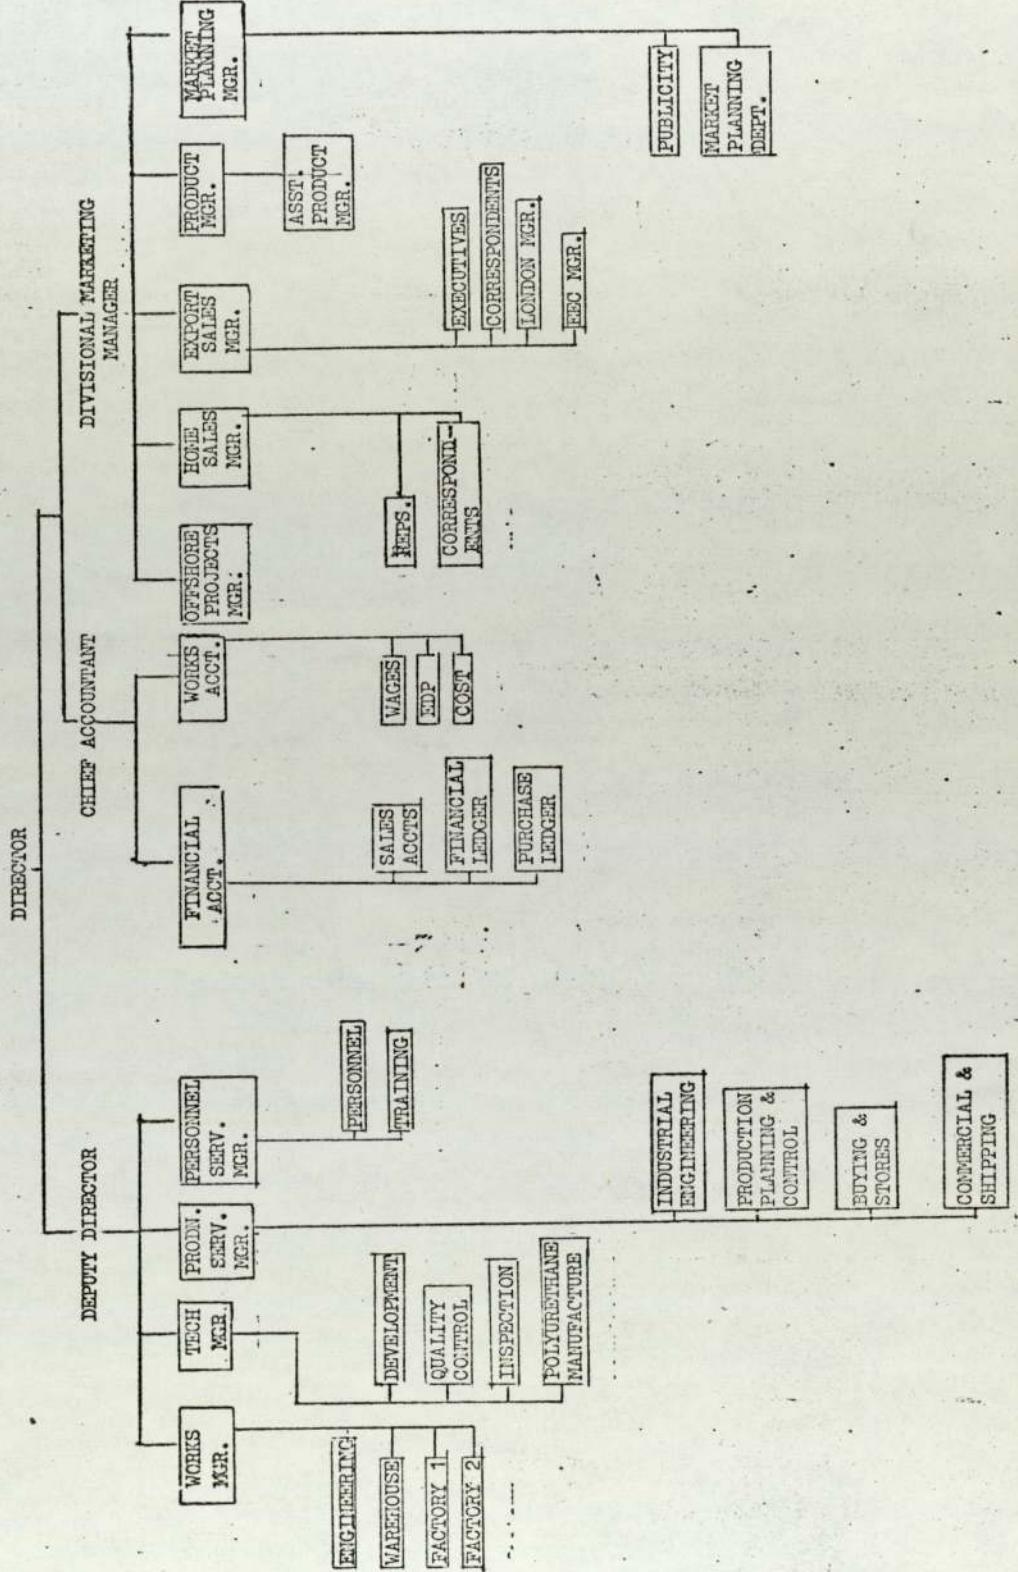 DIRECTOR
DEPUTY DIRECTOR
CHIEF ACCOUNTANT
DIVISIONAL MARKETING
MANAGER
WORKS
MGR.
TECH
MGR.
PRODN.
SERV.
MGR.
PERSONNEL
SERV.
MGR.
FINANCIAL
ACCT.
WORKS
ACCT.
OFFSHORE
PROJECTS
MGR.
HOME
SALES
MGR.
EXPORT
SALES
MGR.
PRODUCT
MGR.
MARKET
PLANNING
MGR.
ENGINEERING
WAREHOUSE
FACTORY 1
FACTORY 2
DEVELOPMENT
QUALITY
CONTROL
INSPECTION
POLYURETHANE
MANUFACTURE
INDUSTRIAL
ENGINEERING
PRODUCTION
PLANNING &
CONTROL
BUYING &
STORES
COMMERCIAL &
SHIPPING
PERSONNEL
TRAINING
SALES
ACCTS
FINANCIAL
LEDGER
PURCHASE
LEDGER
WAGES
EDP
COST
REPS.
CORRESPOND-
ENTS
EXECUTIVES
CORRESPONDENTS
LONDON MGR.
EEC MGR.
ASST.
PRODUCT
MGR.
PUBLICITY
MARKET
PLANNING
DEPT.